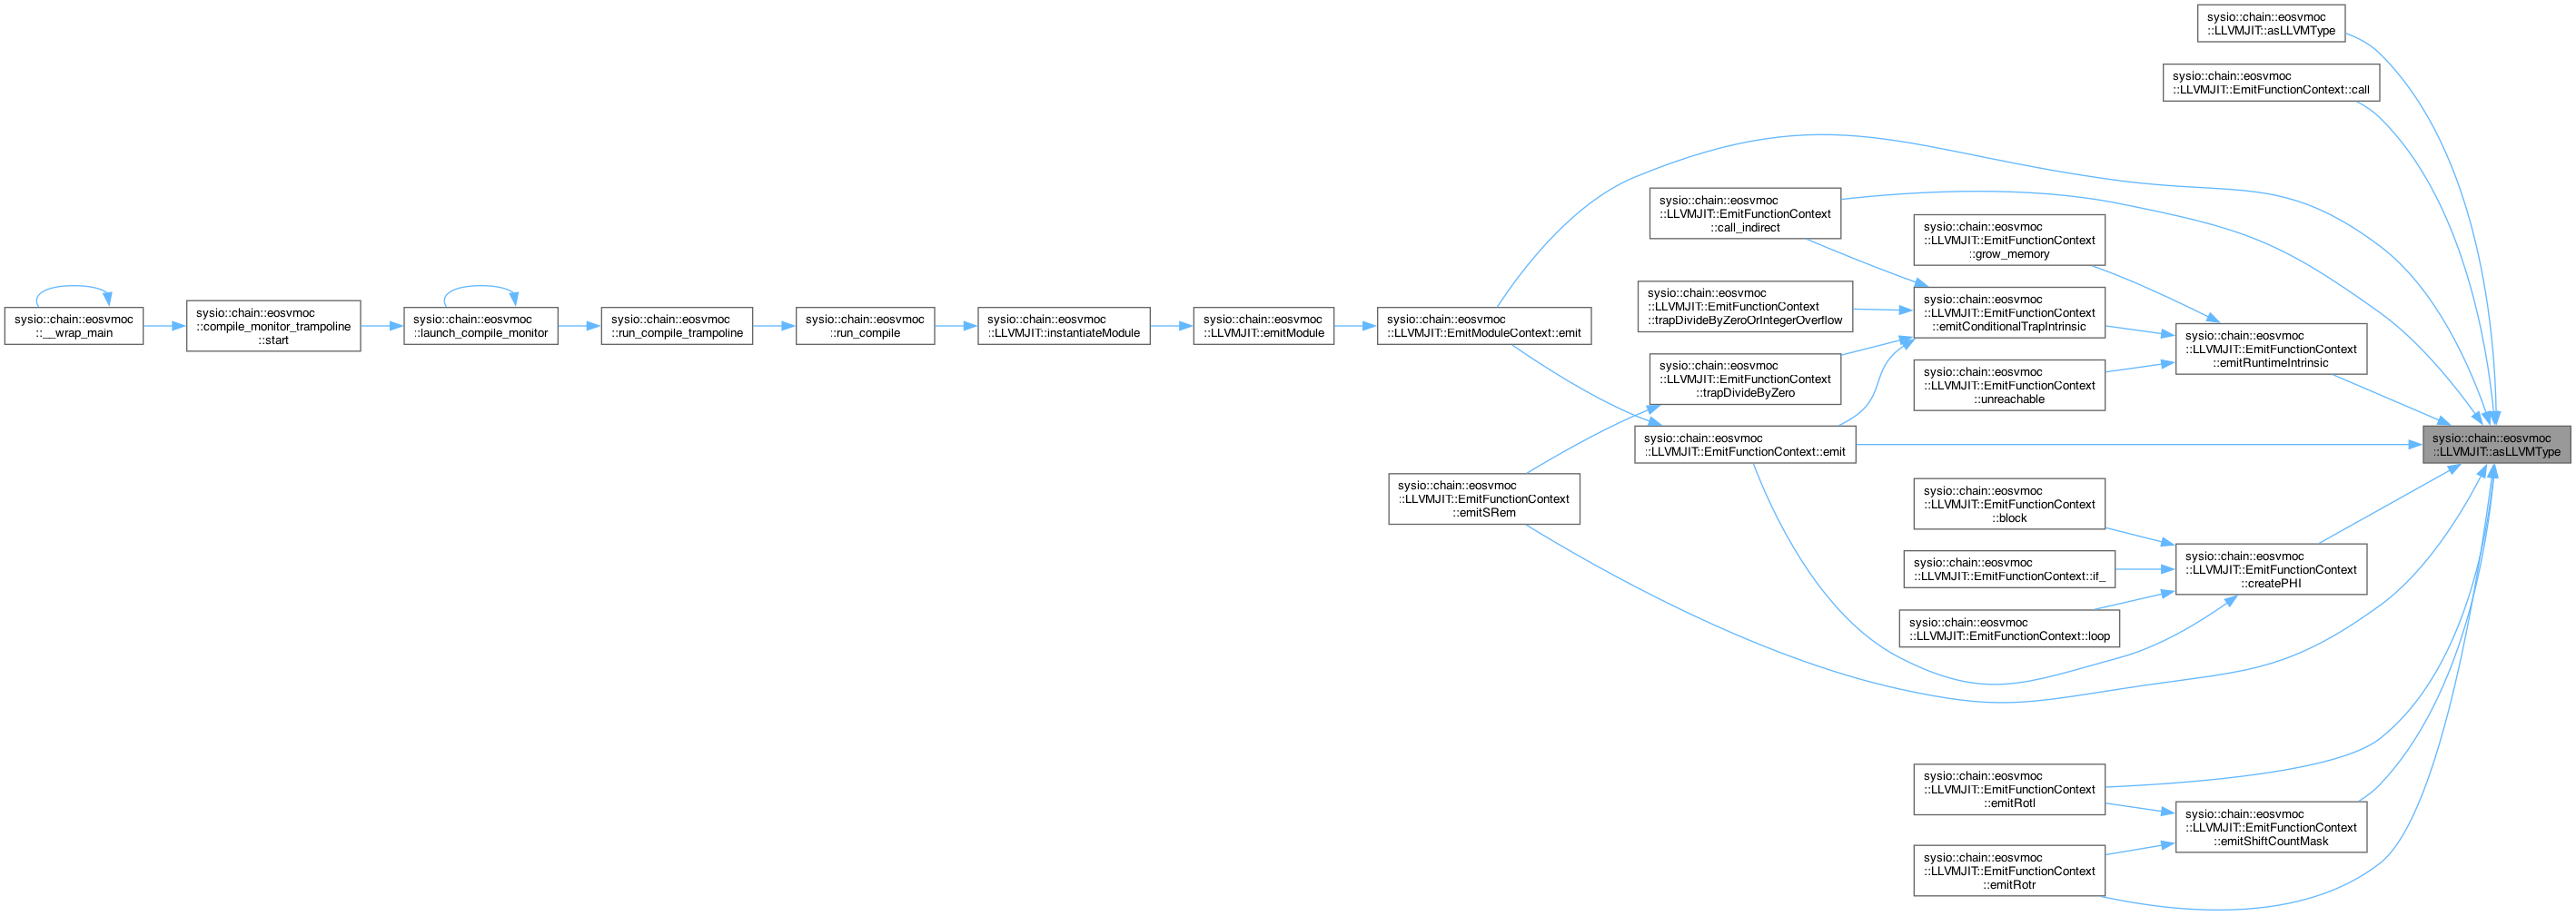 sysio::chain::eosvmoc
::__wrap_main
sysio::chain::eosvmoc
::compile_monitor_trampoline
::start
sysio::chain::eosvmoc
::launch_compile_monitor
sysio::chain::eosvmoc
::run_compile_trampoline
sysio::chain::eosvmoc
::run_compile
sysio::chain::eosvmoc
::LLVMJIT::instantiateModule
sysio::chain::eosvmoc
::LLVMJIT::emitModule
sysio::chain::eosvmoc
::LLVMJIT::EmitModuleContext::emit
sysio::chain::eosvmoc
::LLVMJIT::EmitFunctionContext
::emitSRem
sysio::chain::eosvmoc
::LLVMJIT::EmitFunctionContext
::call_indirect
sysio::chain::eosvmoc
::LLVMJIT::EmitFunctionContext
::trapDivideByZeroOrIntegerOverflow
sysio::chain::eosvmoc
::LLVMJIT::EmitFunctionContext
::trapDivideByZero
sysio::chain::eosvmoc
::LLVMJIT::EmitFunctionContext::emit
sysio::chain::eosvmoc
::LLVMJIT::EmitFunctionContext
::grow_memory
sysio::chain::eosvmoc
::LLVMJIT::EmitFunctionContext
::emitConditionalTrapIntrinsic
sysio::chain::eosvmoc
::LLVMJIT::EmitFunctionContext
::unreachable
sysio::chain::eosvmoc
::LLVMJIT::EmitFunctionContext
::block
sysio::chain::eosvmoc
::LLVMJIT::EmitFunctionContext::if_
sysio::chain::eosvmoc
::LLVMJIT::EmitFunctionContext::loop
sysio::chain::eosvmoc
::LLVMJIT::EmitFunctionContext
::emitRotl
sysio::chain::eosvmoc
::LLVMJIT::EmitFunctionContext
::emitRotr
sysio::chain::eosvmoc
::LLVMJIT::asLLVMType
sysio::chain::eosvmoc
::LLVMJIT::EmitFunctionContext::call
sysio::chain::eosvmoc
::LLVMJIT::EmitFunctionContext
::emitRuntimeIntrinsic
sysio::chain::eosvmoc
::LLVMJIT::EmitFunctionContext
::createPHI
sysio::chain::eosvmoc
::LLVMJIT::EmitFunctionContext
::emitShiftCountMask
sysio::chain::eosvmoc
::LLVMJIT::asLLVMType